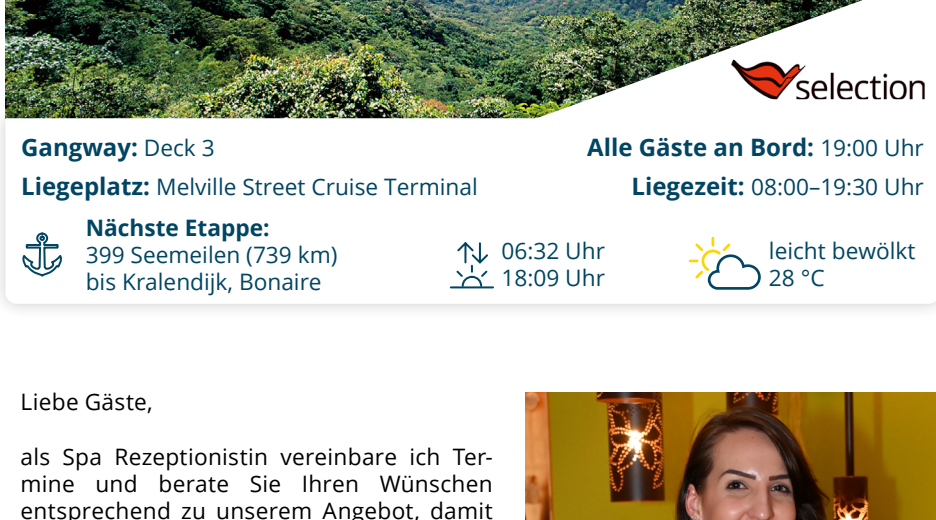 selection
Gangway: Deck 3
Alle Gäste an Bord: 19:00 Uhr
Liegeplatz: Melville Street Cruise Terminal
Liegezeit: 08:00–19:30 Uhr
Nächste Etappe:
399 Seemeilen (739 km)
bis Kralendijk, Bonaire
06:32 Uhr
18:09 Uhr
leicht bewölkt
28 °C
Liebe Gäste,
als Spa Rezeptionistin vereinbare ich Ter-
mine und berate Sie Ihren Wünschen
entsprechend zu unserem Angebot, damit